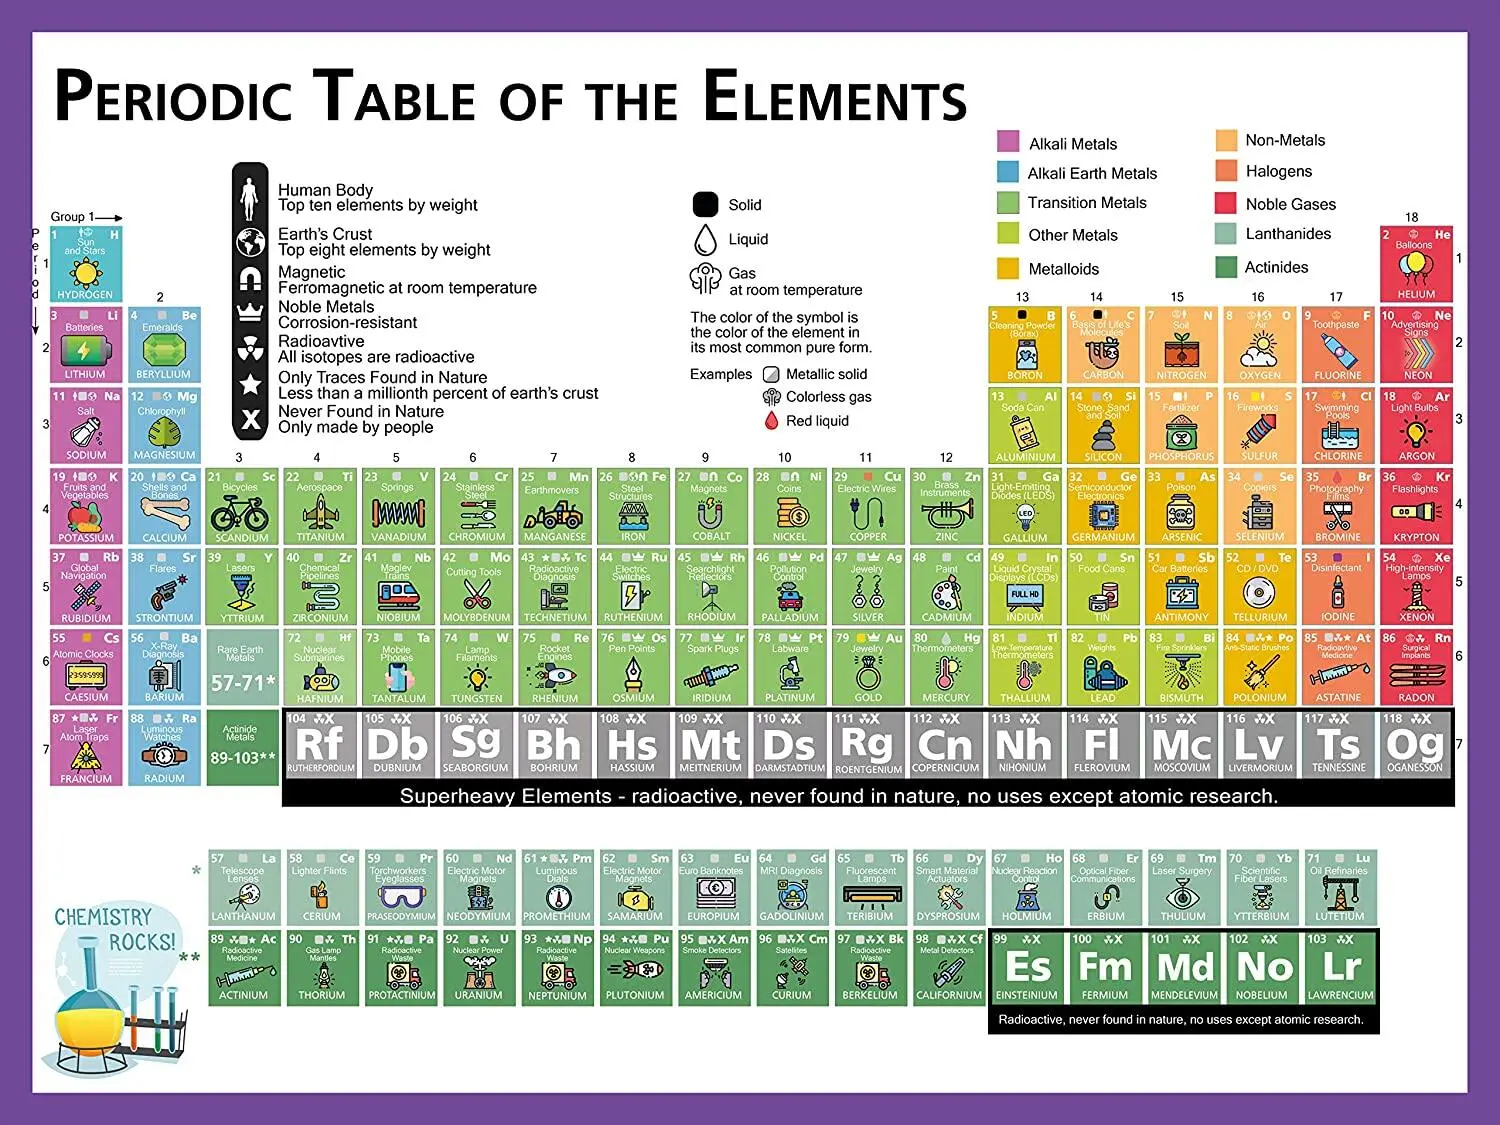 PERIODIC TABLE OF THE ELEMENTS
Human Body
Top ten elements by weight
Earth's Crust
Top eight elements by weight
Magnetic
Ferromagnetic at room temperature
Noble Metals
Corrosion-resistant
Radioavtive
All isotopes are radioactive
Only Traces Found in Nature
Less than a millionth percent of earth's crust
X
Never Found in Nature
Only made by people
Solid
Liquid
Gas
at room temperature
The color of the symbol is
the color of the element in
its most common pure form.
Examples
Metallic solid
Colorless gas
Red liquid
Alkali Metals
Alkali Earth Metals
Transition Metals
Other Metals
Metalloids
Non-Metals
Halogens
Noble Gases
Lanthanides
Actinides
Group 1
Period
18
1
1 H
Sun
and Stars
HYDROGEN
2 He
Balloons
HELIUM
1
2
13 14 15 16 17
2
3 Li
Batteries
LITHIUM
4 Be
Emeralds
BERYLLIUM
5 B
Cleaning Powder
(Borax)
BORON
6 C
Basis of Life's
Molecules
CARBON
7 N
Soil
NITROGEN
8 O
Air
OXYGEN
9 F
Toothpaste
FLUORINE
10 Ne
Advertising
Signs
NEON
2
3
11 Na
Salt
SODIUM
12 Mg
Chlorophyll
MAGNESIUM
13 Al
Soda Can
ALUMINIUM
14 Si
Stone, Sand
and Soil
SILICON
15 P
Fertilizer
PHOSPHORUS
16 S
Fireworks
SULFUR
17 Cl
Swimming
Pools
CHLORINE
18 Ar
Light Bulbs
ARGON
3
3 4 5 6 7 8 9 10 11 12
4
19 K
Fruits and
Vegetables
POTASSIUM
20 Ca
Shells and
Bones
CALCIUM
21 Sc
Bicycles
SCANDIUM
22 Ti
Aerospace
TITANIUM
23 V
Springs
VANADIUM
24 Cr
Stainless
Steel
CHROMIUM
25 Mn
Earthmovers
MANGANESE
26 Fe
Steel
Structures
IRON
27 Co
Magnets
COBALT
28 Ni
Coins
NICKEL
29 Cu
Electric Wires
COPPER
30 Zn
Brass
Instruments
ZINC
31 Ga
Light-Emitting
Diodes (LEDS)
LED
GALLIUM
32 Ge
Semiconductor
Electronics
GERMANIUM
33 As
Poison
ARSENIC
34 Se
Copiers
SELENIUM
35 Br
Photography
Films
BROMINE
36 Kr
Flashlights
KRYPTON
4
5
37 Rb
Global
Navigation
RUBIDIUM
38 Sr
Flares
STRONTIUM
39 Y
Lasers
YTTRIUM
40 Zr
Chemical
Pipelines
ZIRCONIUM
41 Nb
Maglev
Trains
NIOBIUM
42 Mo
Cutting Tools
MOLYBDENUM
43 Tc
Radioactive
Diagnosis
TECHNETIUM
44 Ru
Electric
Switches
RUTHENIUM
45 Rh
Searchlight
Reflectors
RHODIUM
46 Pd
Pollution
Control
PALLADIUM
47 Ag
Jewelry
SILVER
48 Cd
Paint
CADMIUM
49 In
Liquid Crystal
Displays (LCDs)
FULL HD
INDIUM
50 Sn
Food Cans
TIN
51 Sb
Car Batteries
ANTIMONY
52 Te
CD / DVD
TELLURIUM
53 I
Disinfectant
IODINE
54 Xe
High-intensity
Lamps
XENON
5
6
55 Cs
Atomic Clocks
23:59:5999
CAESIUM
56 Ba
X-Ray
Diagnosis
BARIUM
Rare Earth
Metals
57-71*
72 Hf
Nuclear
Submarines
HAFNIUM
73 Ta
Mobile
Phones
TANTALUM
74 W
Lamp
Filaments
TUNGSTEN
75 Re
Rocket
Engines
RHENIUM
76 Os
Pen Points
OSMIUM
77 Ir
Spark Plugs
IRIDIUM
78 Pt
Labware
PLATINUM
79 Au
Jewelry
GOLD
80 Hg
Thermometers
MERCURY
81 Tl
Low-Temperature
Thermometers
THALLIUM
82 Pb
Weights
LEAD
83 Bi
Fire Sprinklers
BISMUTH
84 Po
Anti-Static Brushes
POLONIUM
85 At
Radioactive
Medicine
ASTATINE
86 Rn
Surgical
Implants
RADON
6
7
87 Fr
Laser
Atom Traps
FRANCIUM
88 Ra
Luminous
Watches
RADIUM
Actinide
Metals
89-103**
104 X
Rf
RUTHERFORDIUM
105 X
Db
DUBNIUM
106 X
Sg
SEABORGIUM
107 X
Bh
BOHRIUM
108 X
Hs
HASSIUM
109 X
Mt
MEITNERIUM
110 X
Ds
DARMSTADTIUM
111 X
Rg
ROENTGENIUM
112 X
Cn
COPERNICIUM
113 X
Nh
NIHONIUM
114 X
Fl
FLEROVIUM
115 X
Mc
MOSCOVIUM
116 X
Lv
LIVERMORIUM
117 X
Ts
TENNESSINE
118 X
Og
OGANESSON
7
Superheavy Elements - radioactive, never found in nature, no uses except atomic research.
*
57 La
Telescope
Lenses
LANTHANUM
58 Ce
Lighter Flints
CERIUM
59 Pr
Torchworkers
Eyeglasses
PRASEODYMIUM
60 Nd
Electric Motor
Magnets
NEODYMIUM
61 Pm
Luminous
Dials
PROMETHIUM
62 Sm
Electric Motor
Magnets
SAMARIUM
63 Eu
Euro Banknotes
EUROPIUM
64 Gd
MRI Diagnosis
GADOLINIUM
65 Tb
Fluorescent
Lamps
TERIBIUM
66 Dy
Smart Material
Actuators
DYSPROSIUM
67 Ho
Nuclear Reaction
Control
HOLMIUM
68 Er
Optical Fiber
Communications
ERBIUM
69 Tm
Laser Surgery
THULIUM
70 Yb
Scientific
Fiber Lasers
YTTERBIUM
71 Lu
Oil Refinaries
LUTETIUM
**
89 Ac
Radioactive
Medicine
ACTINIUM
90 Th
Gas Lamp
Mantles
THORIUM
91 Pa
Radioactive
Waste
PROTACTINIUM
92 U
Nuclear Power
URANIUM
93 Np
Radioactive
Waste
NEPTUNIUM
94 Pu
Nuclear Weapons
PLUTONIUM
95 X Am
Smoke Detectors
AMERICIUM
96 X Cm
Satellites
CURIUM
97 X Bk
Radioactive
Waste
BERKELIUM
98 X Cf
Metal Detectors
CALIFORNIUM
99 X
Es
EINSTEINIUM
100 X
Fm
FERMIUM
101 X
Md
MENDELEVIUM
102 X
No
NOBELIUM
103 X
Lr
LAWRENCIUM
Radioactive, never found in nature, no uses except atomic research.
CHEMISTRY
ROCKS!